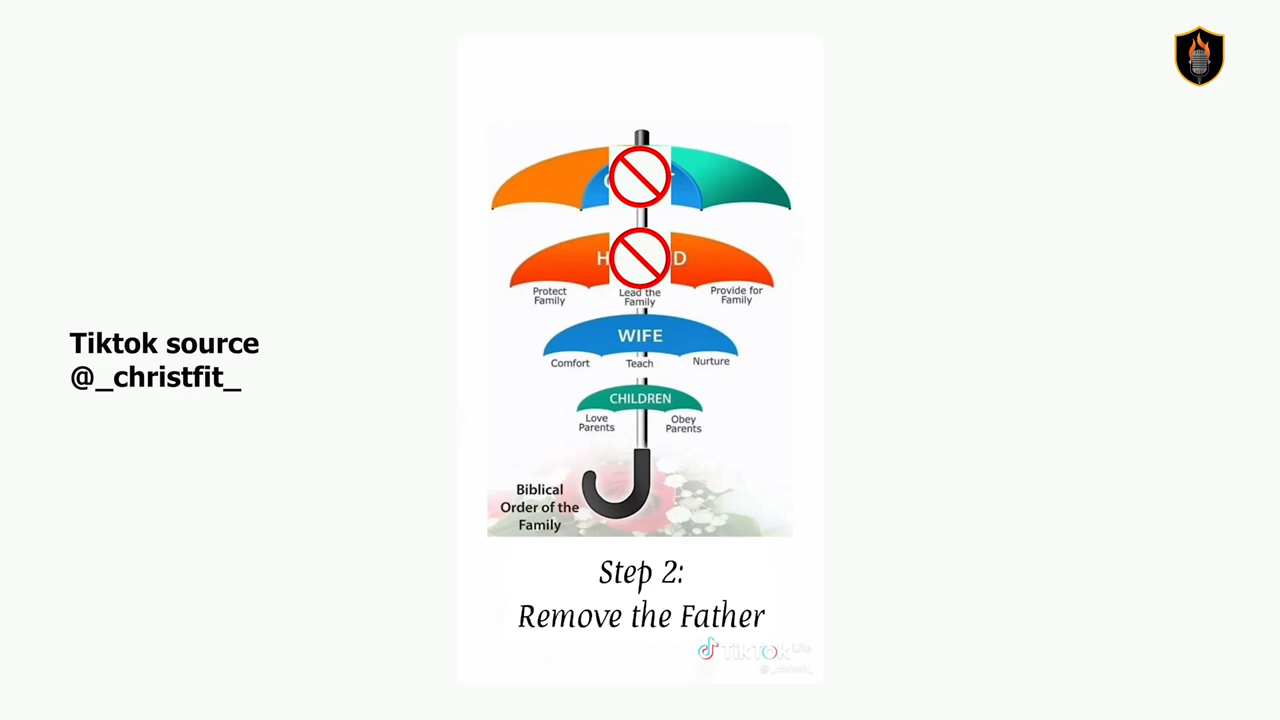 Tiktok source
@_christfit_
H D
Protect
Family
Lead the
Family
Provide for
Family
WIFE
Comfort
Teach
Nurture
CHILDREN
Love
Parents
Obey
Parents
Biblical
Order of the
Family
Step 2:
Remove the Father
TikTok